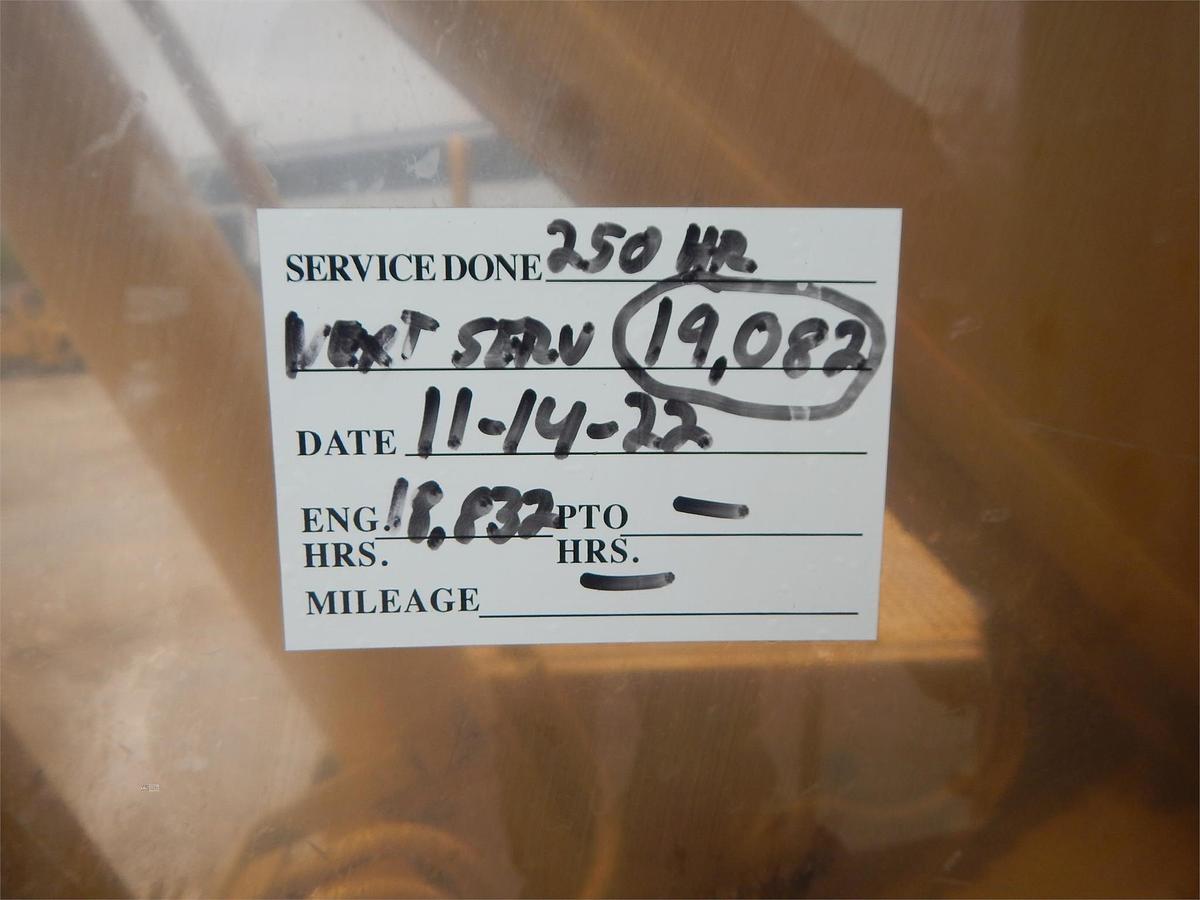 SERVICE DONE 250 HR
NEXT SERV 19,082
DATE 11-14-22
ENG. HRS. 18,832 PTO HRS. —
MILEAGE —